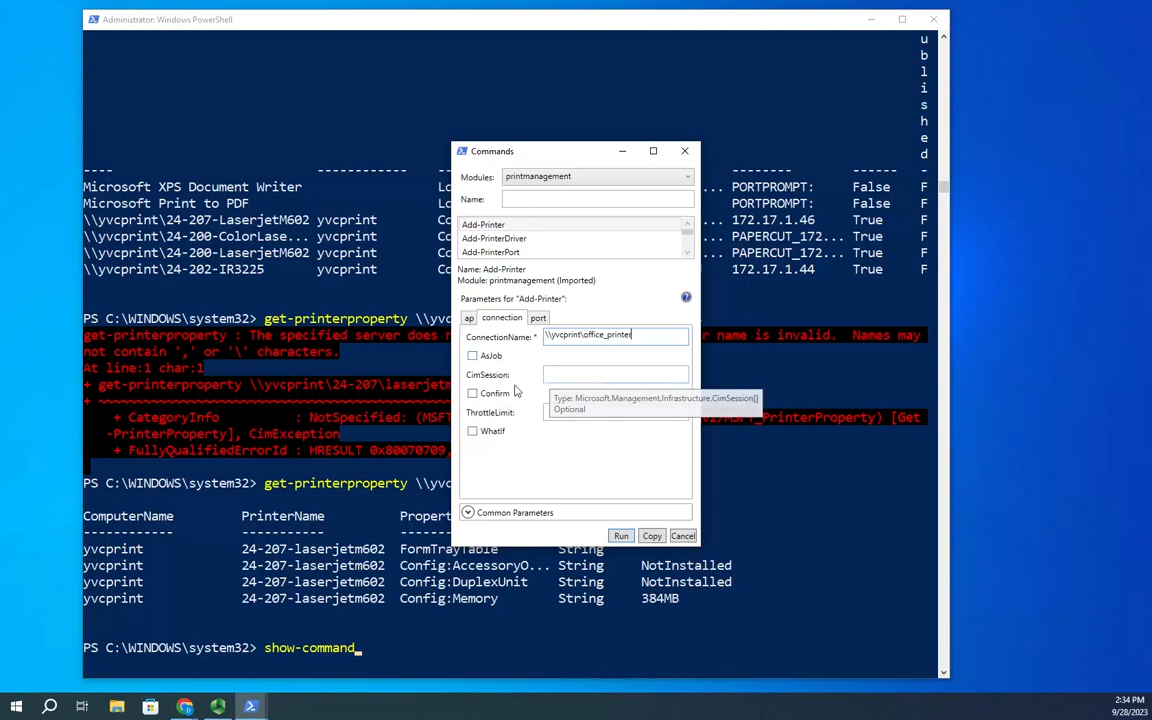 Administrator: Windows PowerShell
u
b
l
i
s
h
e
d
---- ------------ ... -------- ------ -
Microsoft XPS Document Writer Lo ... PORTPROMPT: False F
Microsoft Print to PDF Lo ... PORTPROMPT: False F
\\yvcprint\24-207-LaserjetM602 yvcprint ... 172.17.1.46 True F
\\yvcprint\24-200-ColorLase... yvcprint ... PAPERCUT_172... True F
\\yvcprint\24-200-LaserjetM602 yvcprint ... PAPERCUT_172... True F
\\yvcprint\24-202-IR3225 yvcprint ... 172.17.1.44 True F
PS C:\WINDOWS\system32> get-printerproperty \\yvc
get-printerproperty : The specified server does r name is invalid. Names may
not contain ',' or '\' characters.
At line:1 char:1
+ get-printerproperty \\yvcprint\24-207\laserjetm
+ ~~~~~~~~~~~~~~~~~~~~~
+ CategoryInfo : NotSpecified: (MSFT v2/MSFT_PrinterProperty) [Get
-PrinterProperty], CimException
+ FullyQualifiedErrorId : HRESULT 0x80070709,
PS C:\WINDOWS\system32> get-printerproperty \\yvc
ComputerName PrinterName Prope
------------ -----------
yvcprint 24-207-laserjetm602 FormTrayTable String
yvcprint 24-207-laserjetm602 Config:AccessoryO... String NotInstalled
yvcprint 24-207-laserjetm602 Config:DuplexUnit String NotInstalled
yvcprint 24-207-laserjetm602 Config:Memory String 384MB
PS C:\WINDOWS\system32> show-command_
Commands
Modules: printmanagement
Name:
Add-Printer
Add-PrinterDriver
Add-PrinterPort
Name: Add-Printer
Module: printmanagement (Imported)
Parameters for "Add-Printer":
ap connection port
ConnectionName: * \\yvcprint\office_printer
AsJob
CimSession:
Confirm
Type: Microsoft.Management.Infrastructure.CimSession[]
Optional
ThrottleLimit:
WhatIf
Common Parameters
Run Copy Cancel
2:34 PM
9/28/2023